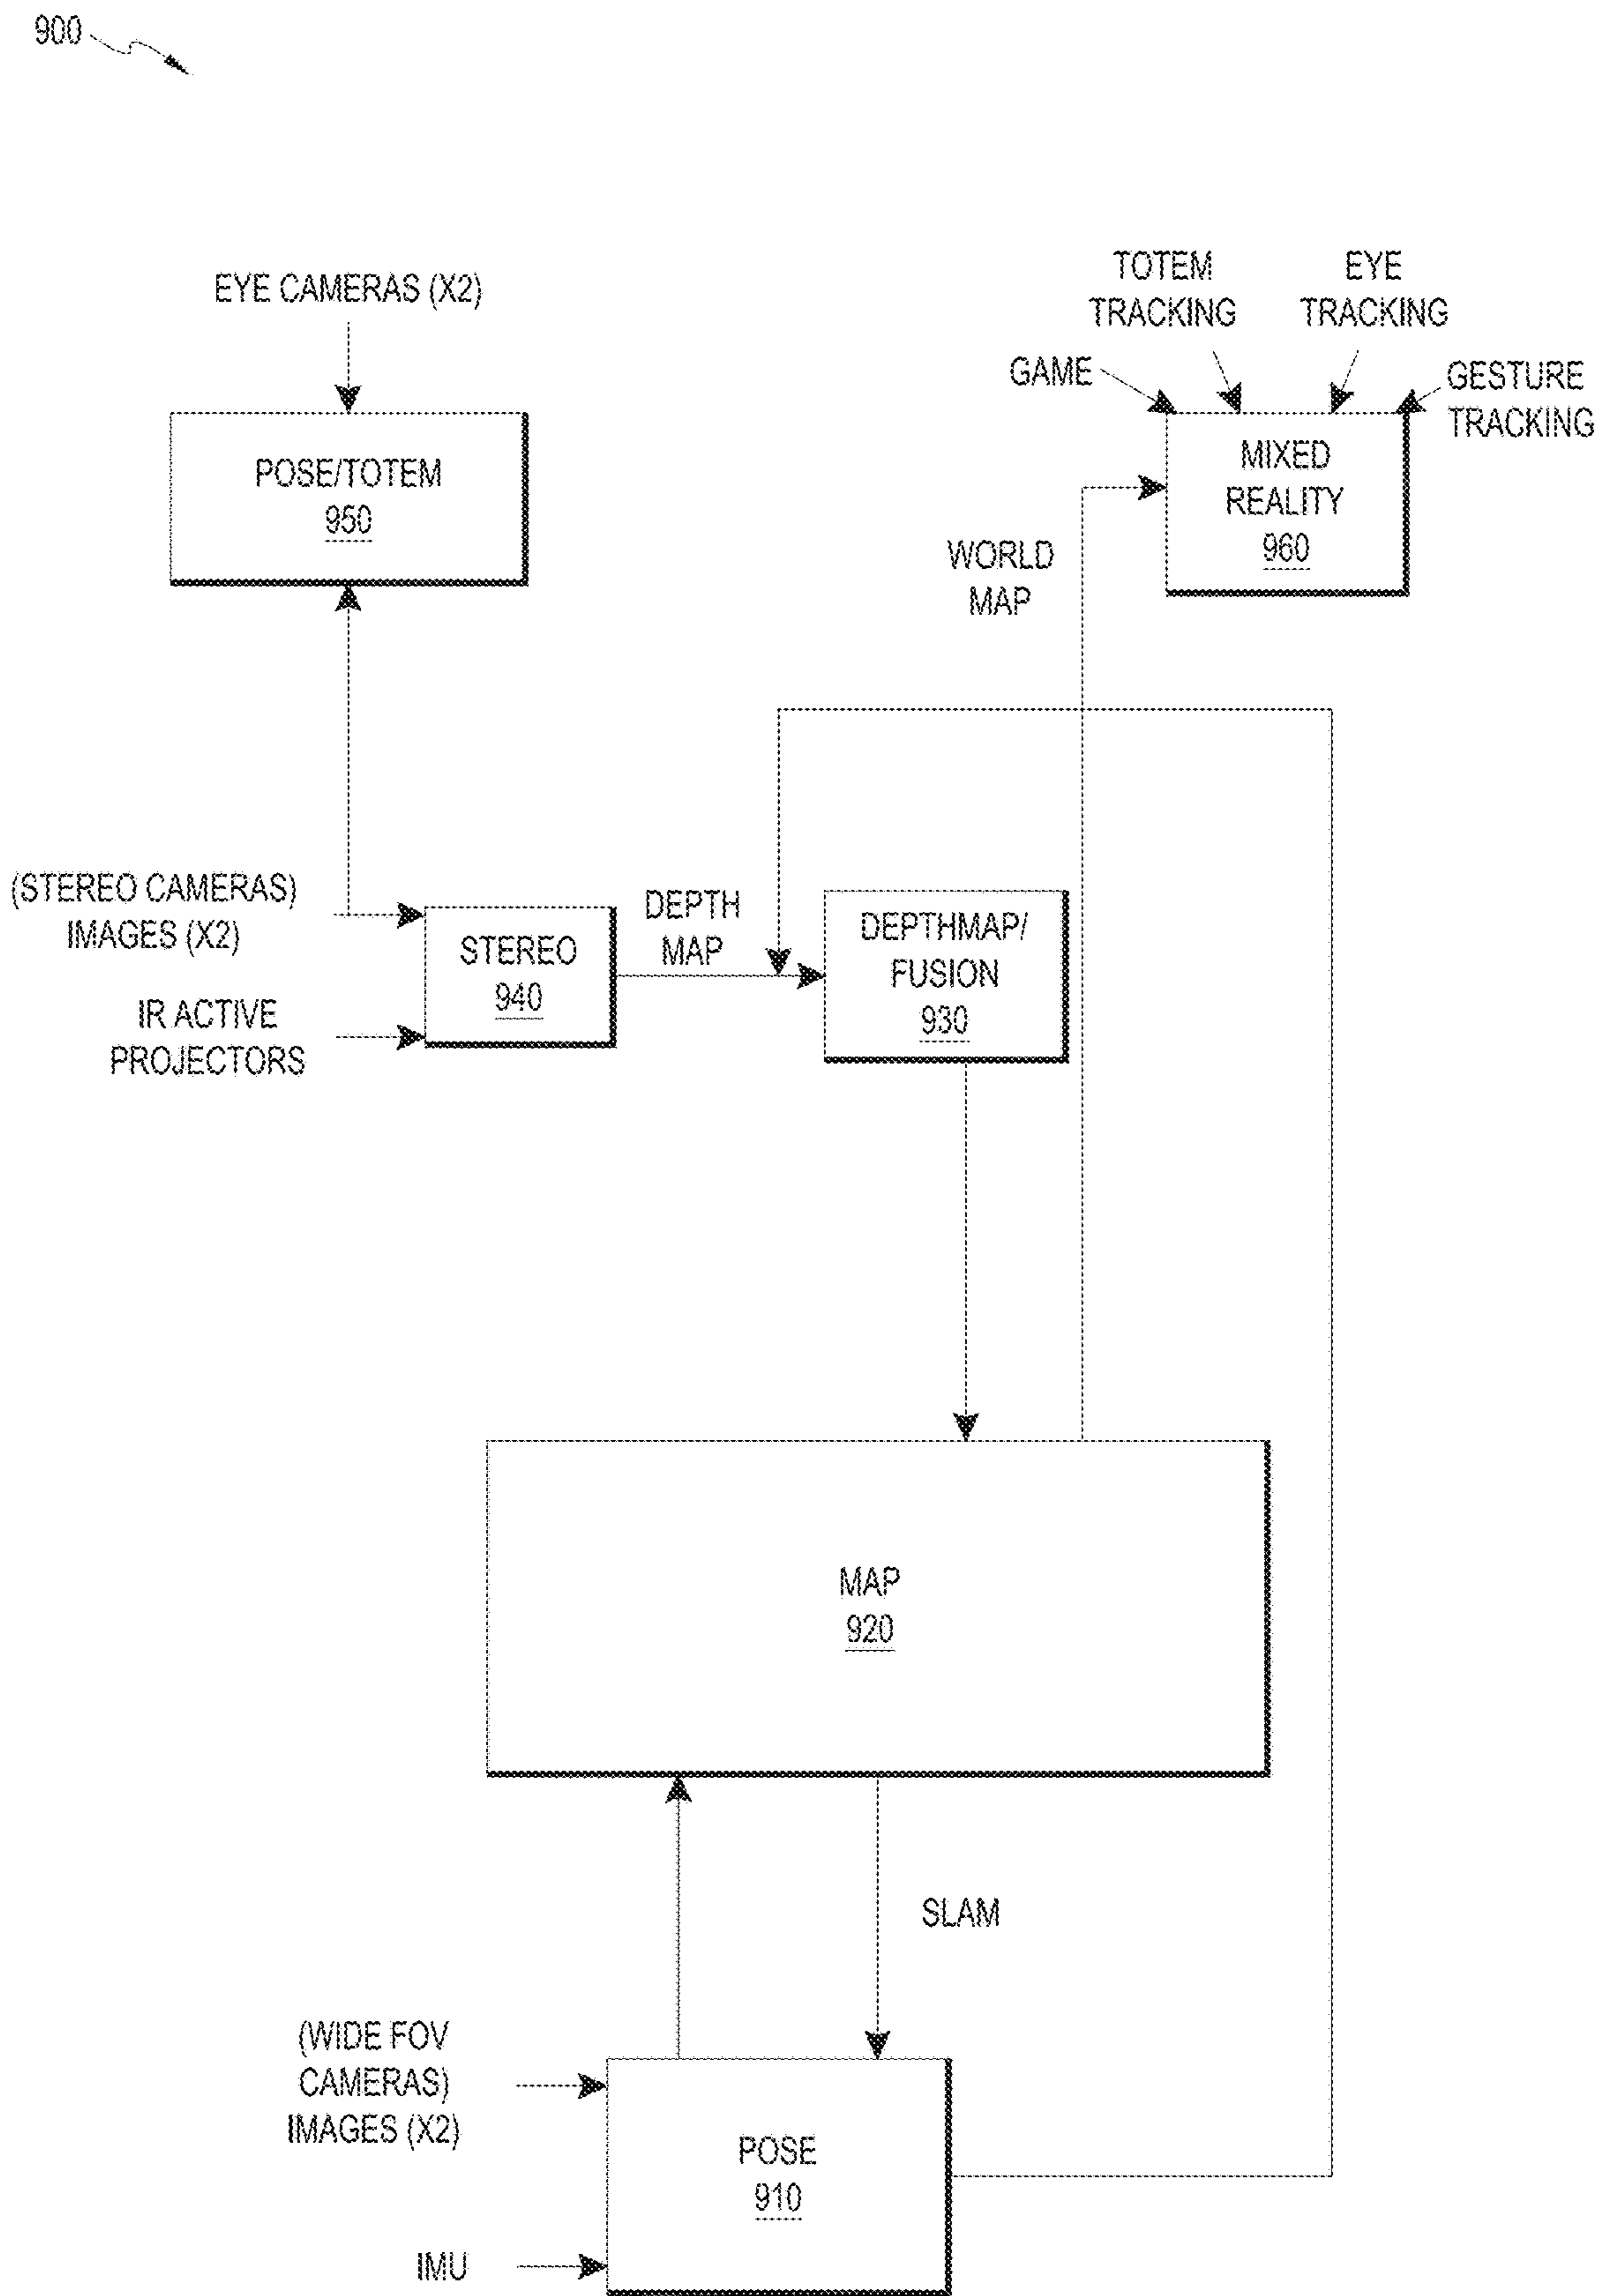 900
EYE CAMERAS (X2)
POSE/TOTEM
950
TOTEM
TRACKING
EYE
TRACKING
GAME
GESTURE
TRACKING
MIXED
REALITY
960
WORLD
MAP
(STEREO CAMERAS)
IMAGES (X2)
IR ACTIVE
PROJECTORS
STEREO
940
DEPTH
MAP
DEPTHMAP/
FUSION
930
MAP
920
SLAM
(WIDE FOV
CAMERAS)
IMAGES (X2)
IMU
POSE
910